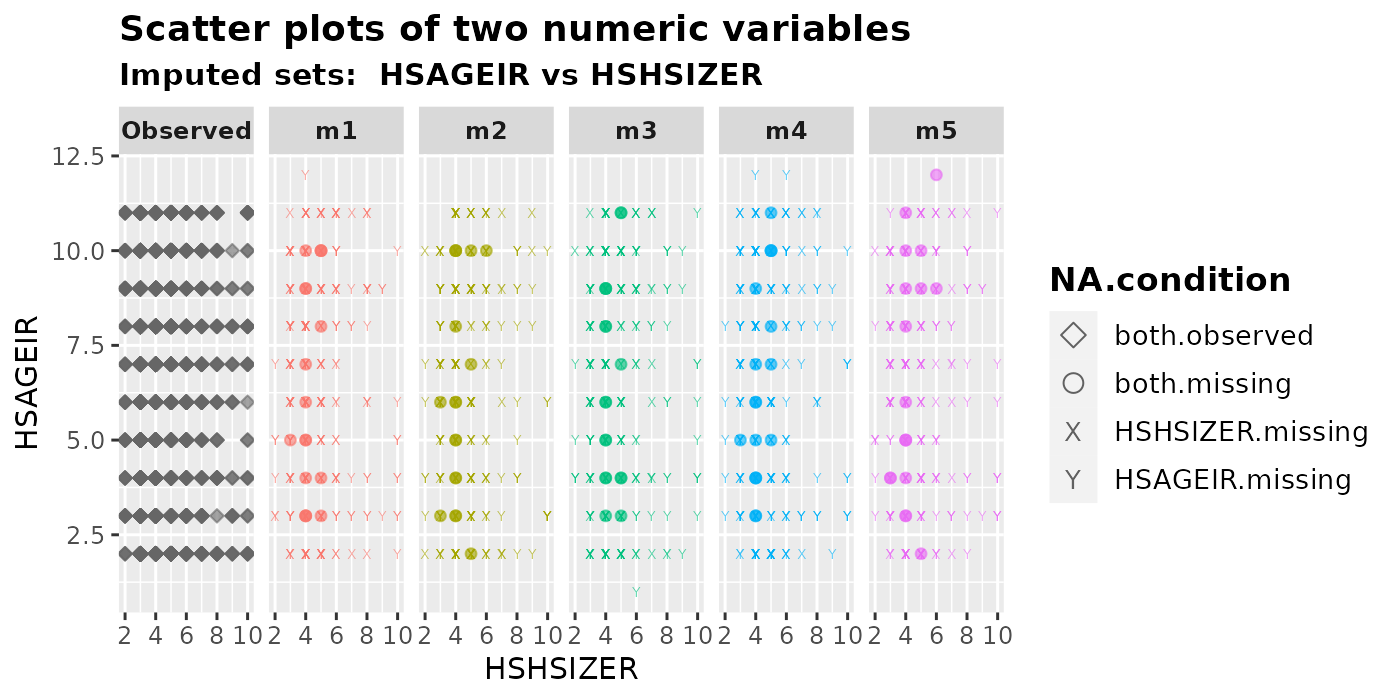 Scatter plots of two numeric variables
Imputed sets:  HSAGEIR vs HSHSIZER
Observed m1 m2 m3 m4 m5
12.5
10.0
7.5
5.0
2.5
HSAGEIR
2 4 6 8 10 2 4 6 8 10 2 4 6 8 10 2 4 6 8 10 2 4 6 8 10 2 4 6 8 10
HSHSIZER
NA.condition
both.observed
both.missing
X HSHSIZER.missing
Y HSAGEIR.missing